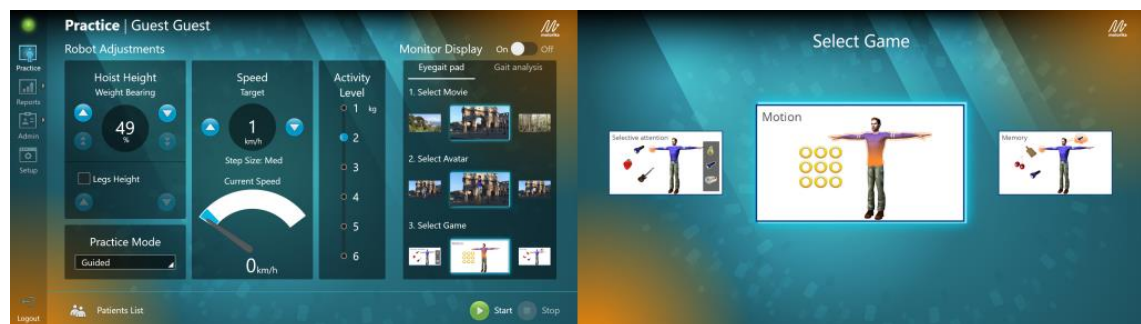 Practice | Guest Guest
Robot Adjustments
Monitor Display On Off
Practice
Reports
Admin
Setup
Logout
Hoist Height
Weight Bearing
49
%
Legs Height
Practice Mode
Guided
Speed
Target
1
km/h
Step Size: Med
Current Speed
0km/h
Activity
Level
1 kg
2
3
4
5
6
Eyegait pad Gait analysis
1. Select Movie
2. Select Avatar
3. Select Game
Motion
Patients List
Start Stop
Select Game
Selective attention
Motion
Memory